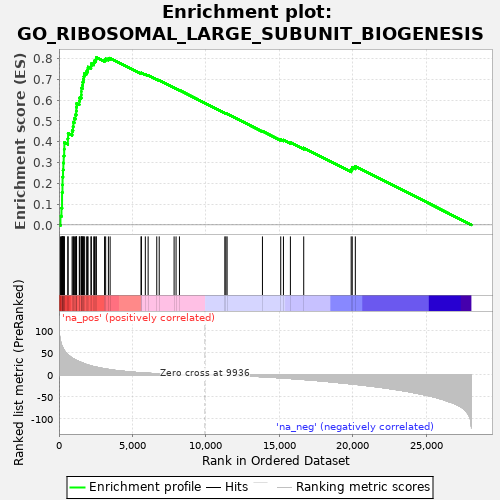 Enrichment plot:
GO_RIBOSOMAL_LARGE_SUBUNIT_BIOGENESIS
Enrichment score (ES)
0.8
0.7
0.6
0.5
0.4
0.3
0.2
0.1
0.0
'na_pos' (positively correlated)
Ranked list metric (PreRanked)
100
50
0
-50
-100
Zero cross at 9936
'na_neg' (negatively correlated)
0
5,000
10,000
15,000
20,000
25,000
Rank in Ordered Dataset
Enrichment profile
Hits
Ranking metric scores